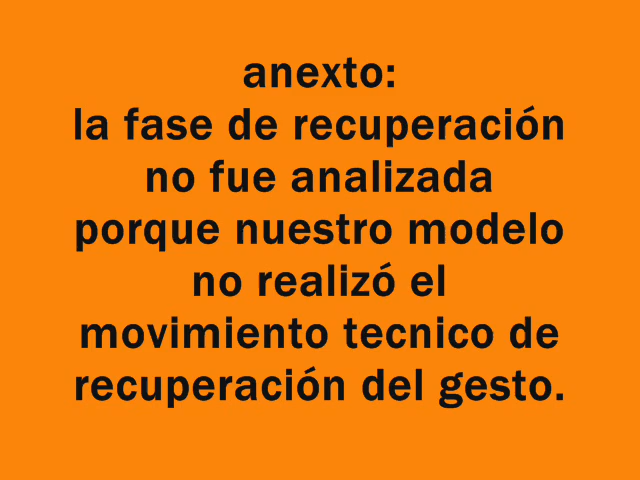 anexto:
la fase de recuperación
no fue analizada
porque nuestro modelo
no realizó el
movimiento tecnico de
recuperación del gesto.